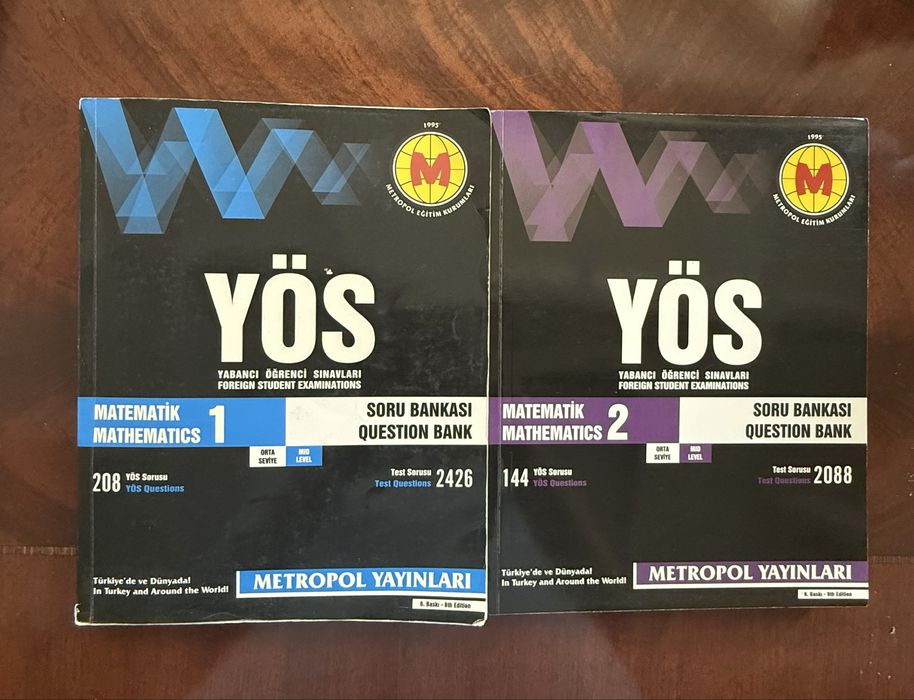 1995
M
METROPOL EĞİTİM KURUMLARI
YÖS
YABANCI ÖĞRENCİ SINAVLARI
FOREIGN STUDENT EXAMINATIONS
MATEMATİK
MATHEMATICS 1
SORU BANKASI
QUESTION BANK
ORTA
SEVİYE
MID
LEVEL
208 YÖS Sorusu
YÖS Questions
Test Sorusu
Test Questions 2426
Türkiye'de ve Dünyada!
In Turkey and Around the World!
METROPOL YAYINLARI
Baskı - 8th Edition
1995
M
METROPOL EĞİTİM KURUMLARI
YÖS
YABANCI ÖĞRENCİ SINAVLARI
FOREIGN STUDENT EXAMINATIONS
MATEMATİK
MATHEMATICS 2
SORU BANKASI
QUESTION BANK
ORTA
SEVİYE
MID
LEVEL
144 YÖS Sorusu
YÖS Questions
Test Sorusu
Test Questions 2088
Türkiye'de ve Dünyada!
In Turkey and Around the World!
METROPOL YAYINLARI
Baskı - 8th Edition